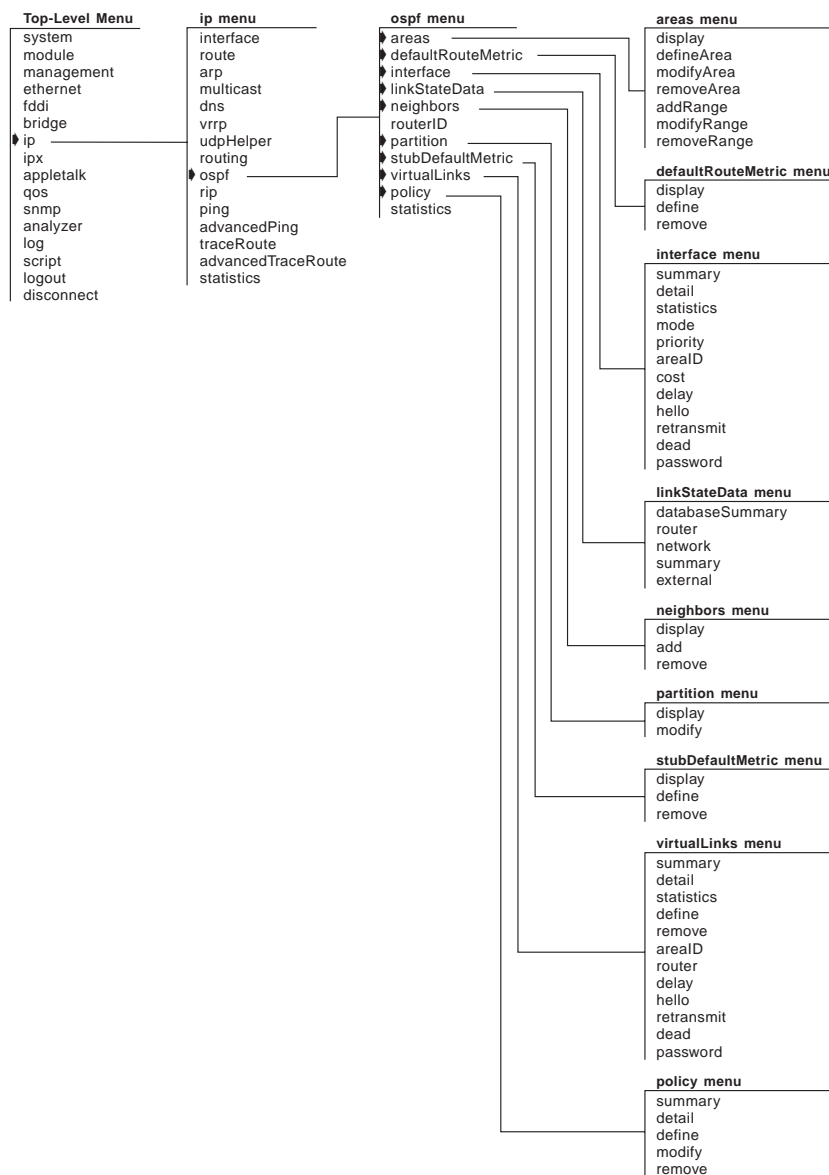 Top-Level Menu
system
module
management
ethernet
fddi
bridge
ip
ipx
appletalk
qos
snmp
analyzer
log
script
logout
disconnect
ip menu
interface
route
arp
multicast
dns
vrrp
udpHelper
routing
ospf
rip
ping
advancedPing
traceRoute
advancedTraceRoute
statistics
ospf menu
areas
defaultRouteMetric
interface
linkStateData
neighbors
routerID
partition
stubDefaultMetric
virtualLinks
policy
statistics
areas menu
display
defineArea
modifyArea
removeArea
addRange
modifyRange
removeRange
defaultRouteMetric menu
display
define
remove
interface menu
summary
detail
statistics
mode
priority
areaID
cost
delay
hello
retransmit
dead
password
linkStateData menu
databaseSummary
router
network
summary
external
neighbors menu
display
add
remove
partition menu
display
modify
stubDefaultMetric menu
display
define
remove
virtualLinks menu
summary
detail
statistics
define
remove
areaID
router
delay
hello
retransmit
dead
password
policy menu
summary
detail
define
modify
remove